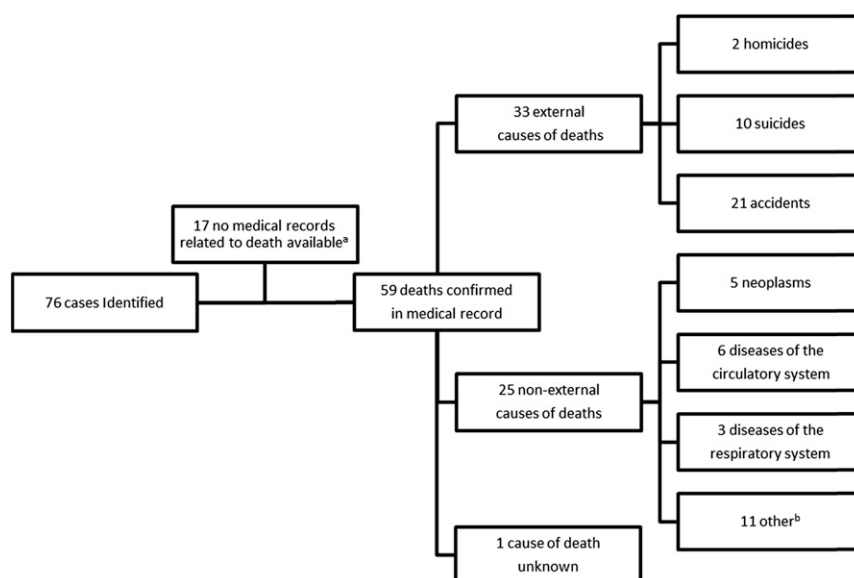 76 cases Identified
17 no medical records
related to death availableᵃ
59 deaths confirmed
in medical record
33 external
causes of deaths
2 homicides
10 suicides
21 accidents
25 non-external
causes of deaths
5 neoplasms
6 diseases of the
circulatory system
3 diseases of the
respiratory system
11 otherᵇ
1 cause of death
unknown